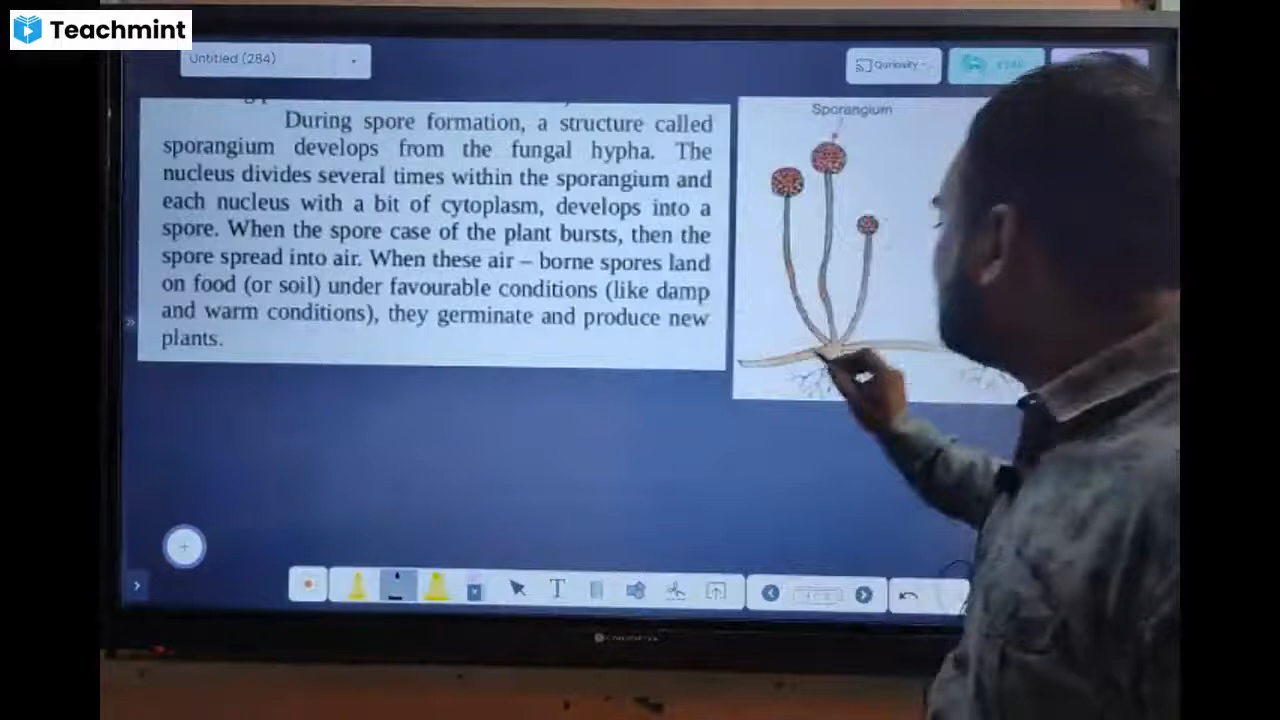 Teachmint
Untitled (284)
Quriosity
Sporangium
During spore formation, a structure called
sporangium develops from the fungal hypha. The
nucleus divides several times within the sporangium and
each nucleus with a bit of cytoplasm, develops into a
spore. When the spore case of the plant bursts, then the
spore spread into air. When these air – borne spores land
on food (or soil) under favourable conditions (like damp
and warm conditions), they germinate and produce new
plants.
T